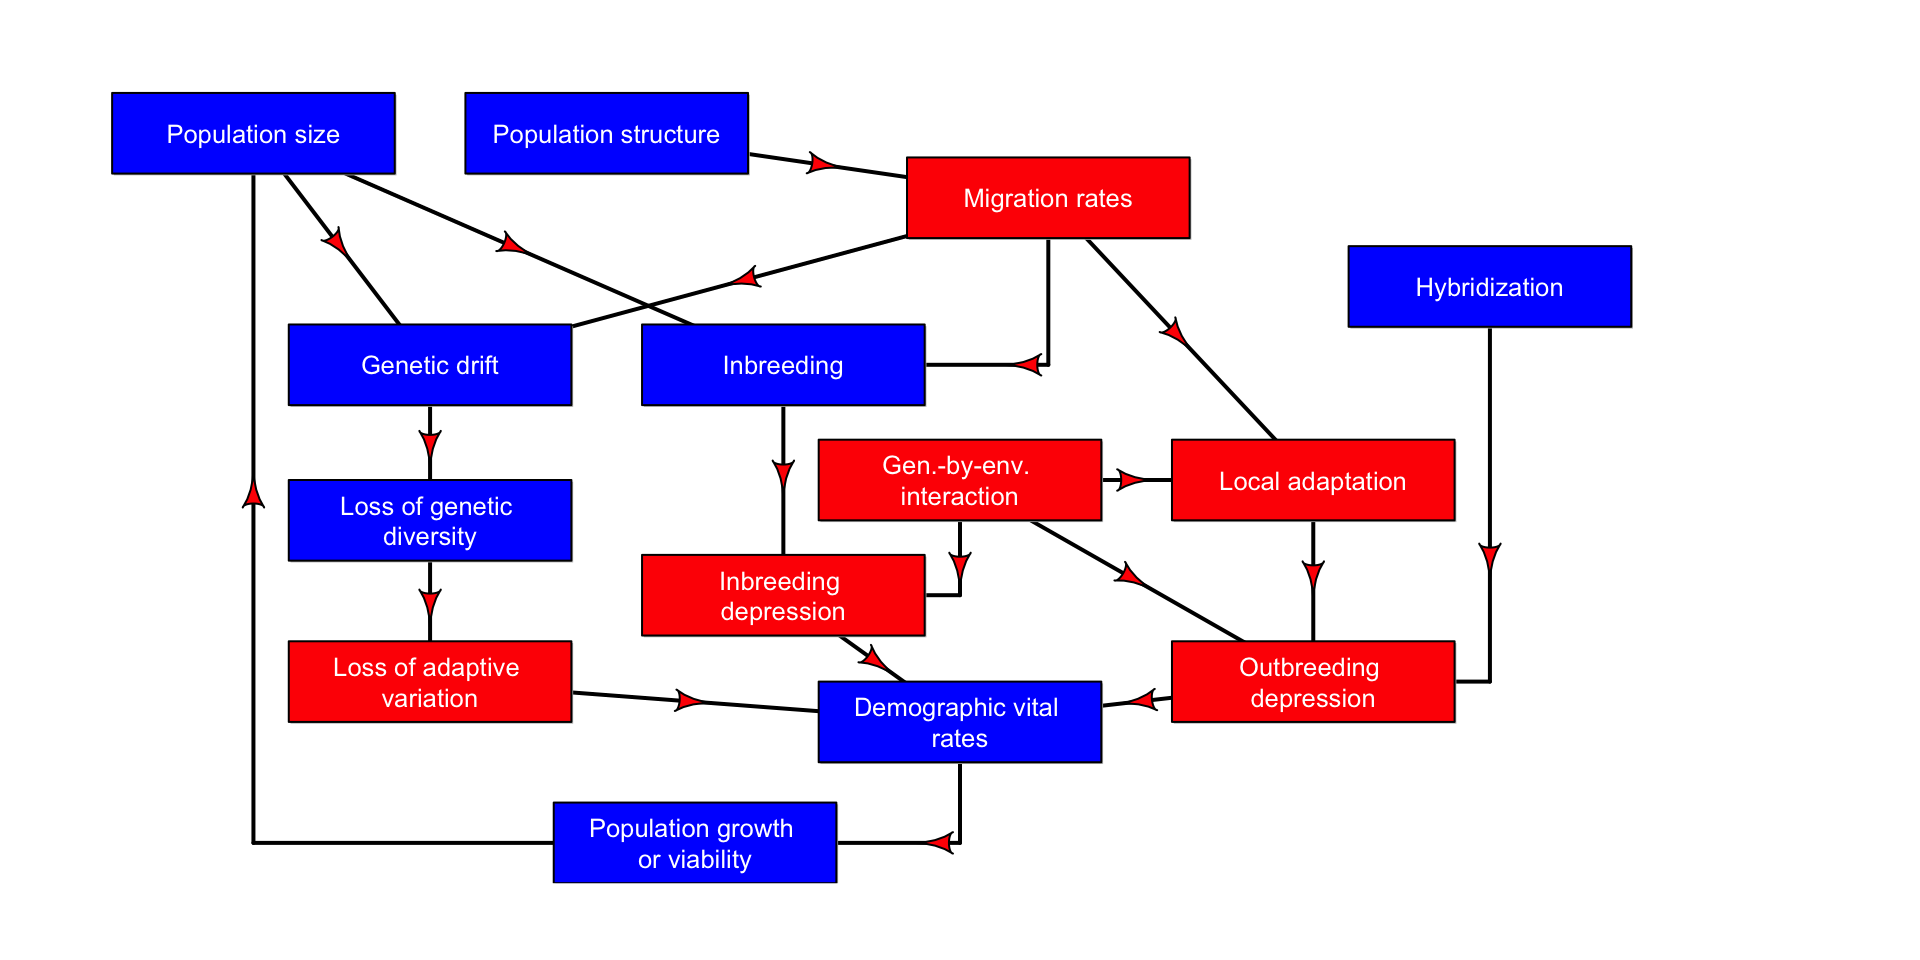 Population size
Population structure
Migration rates
Hybridization
Genetic drift
Inbreeding
Gen.-by-env.
interaction
Local adaptation
Loss of genetic
diversity
Inbreeding
depression
Loss of adaptive
variation
Outbreeding
depression
Demographic vital
rates
Population growth
or viability